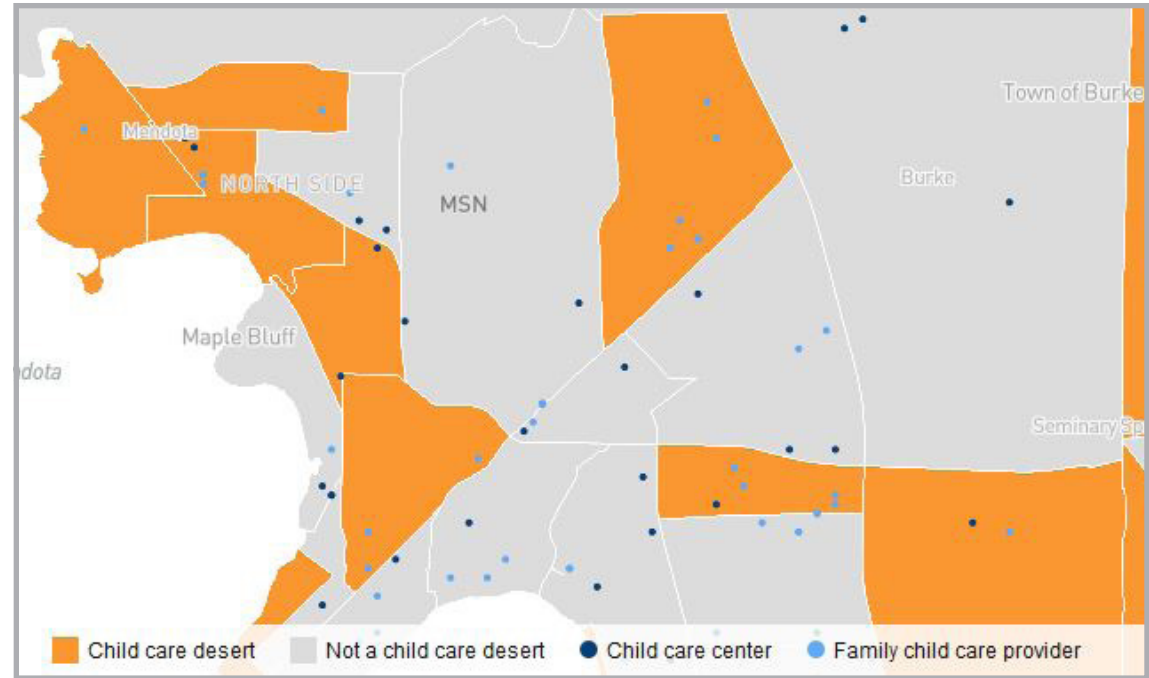 Town of Burke
Mendota
NORTH SIDE
Burke
MSN
Maple Bluff
dota
Seminary Sp
Child care desert
Not a child care desert
Child care center
Family child care provider